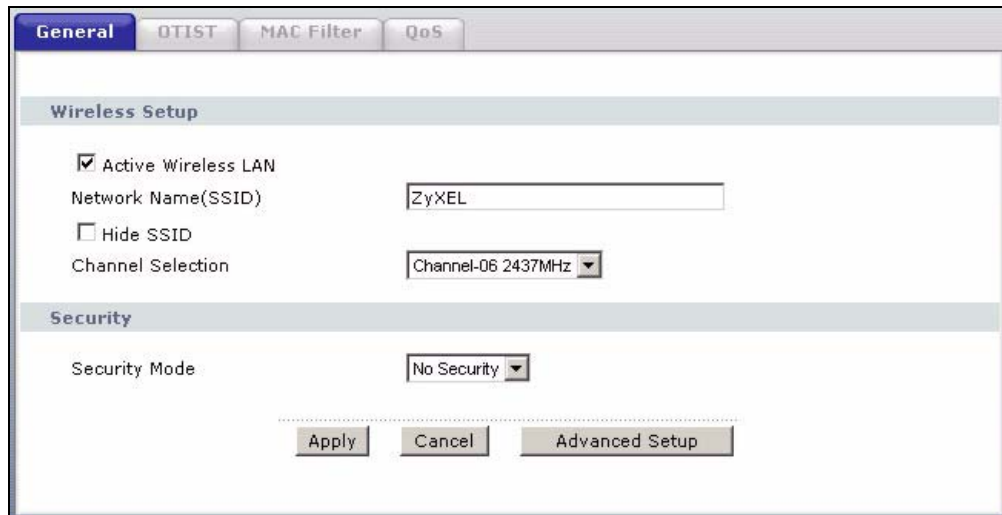 General OTIST MAC Filter QoS
Wireless Setup
Active Wireless LAN
Network Name(SSID) ZyXEL
Hide SSID
Channel Selection Channel-06 2437MHz
Security
Security Mode No Security
Apply Cancel Advanced Setup